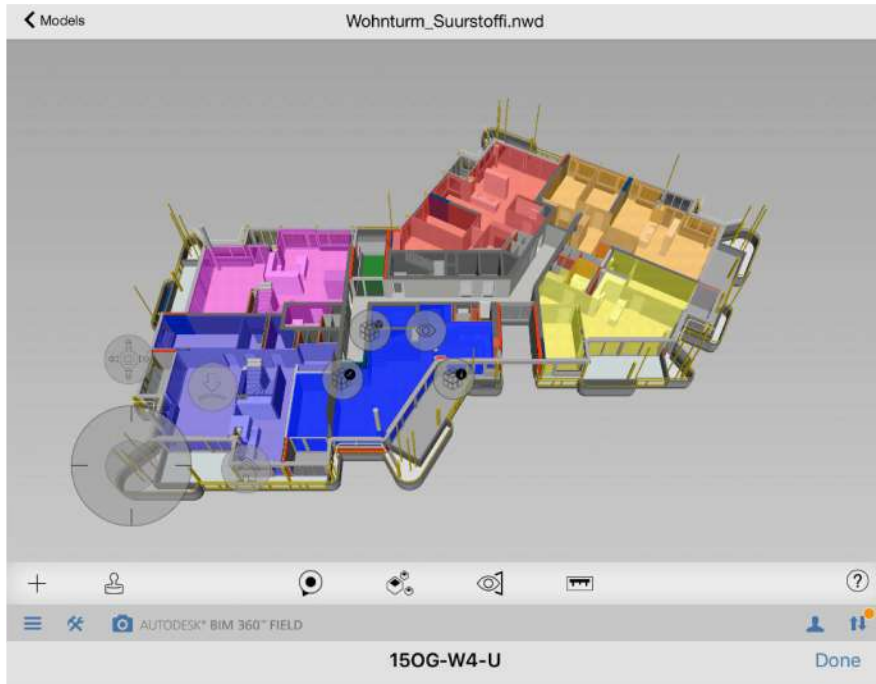 Models
Wohnturm_Suurstoffi.nwd
?
AUTODESK® BIM 360™ FIELD
15OG-W4-U
Done